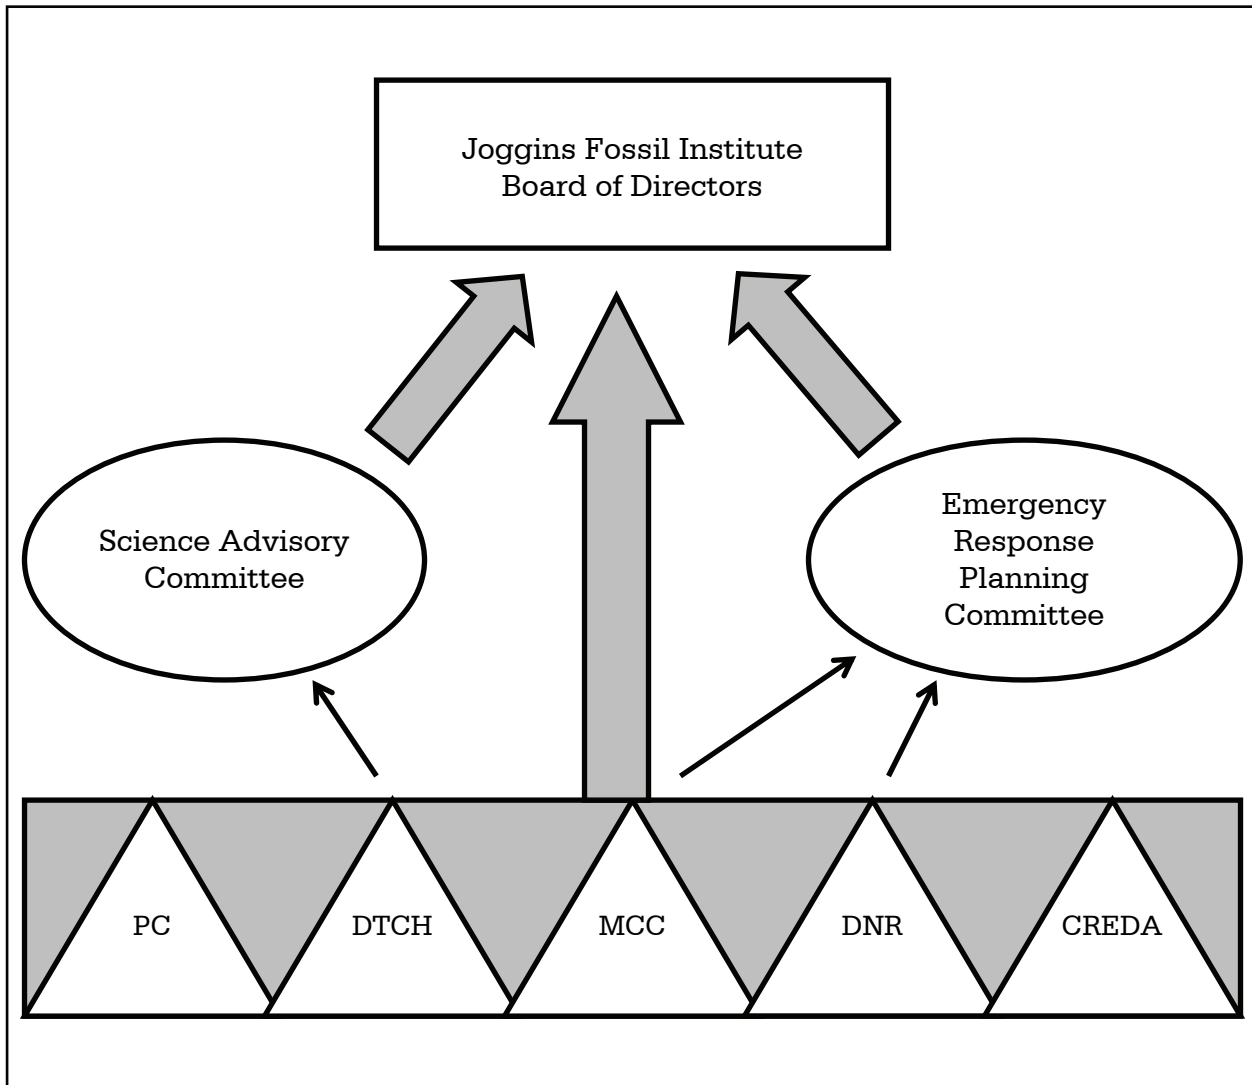 Joggins Fossil Institute
Board of Directors
Science Advisory
Committee
Emergency
Response
Planning
Committee
PC
DTCH
MCC
DNR
CREDA